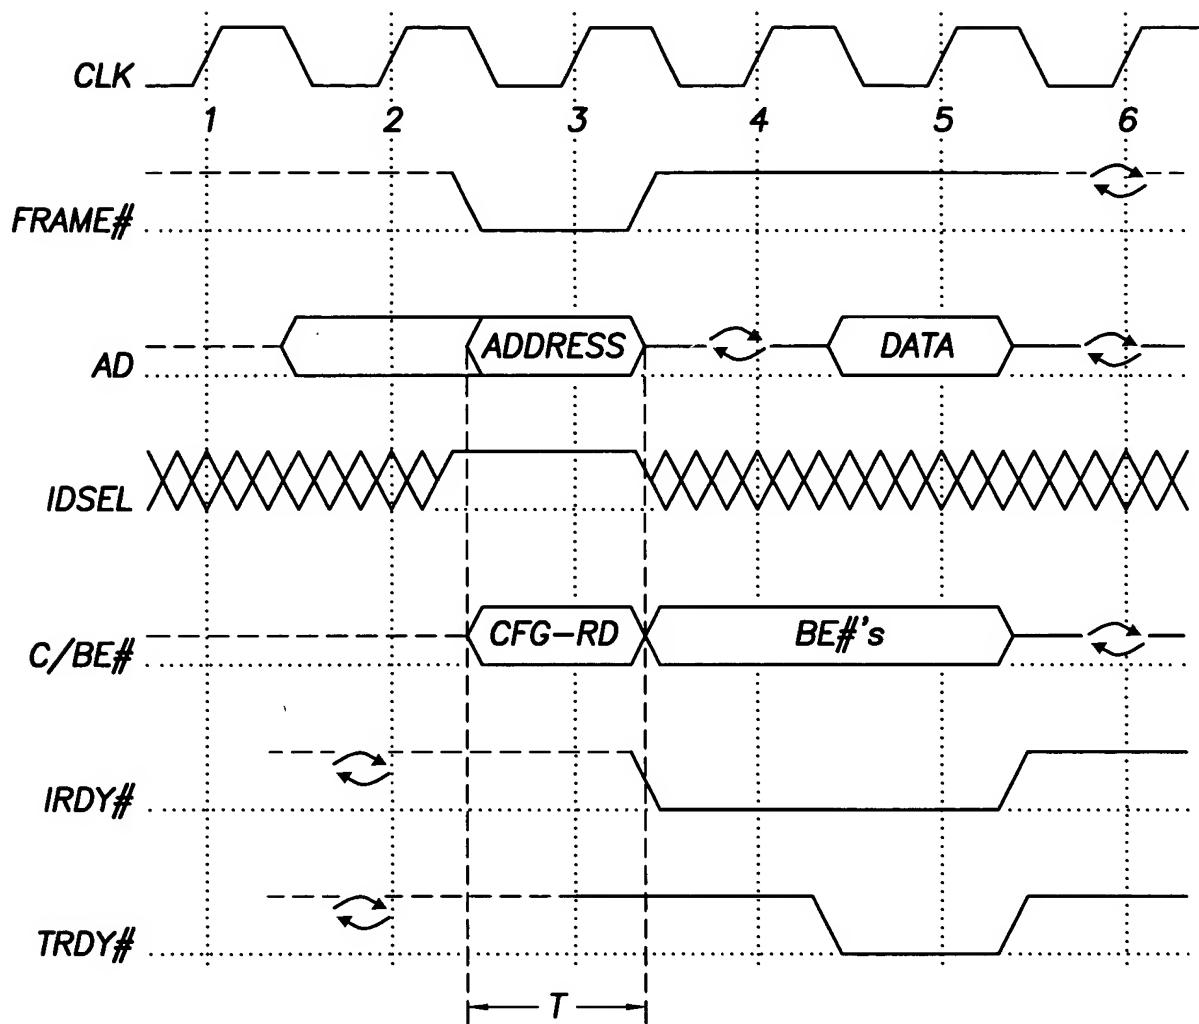 CLK
1 2 3 4 5 6
FRAME#
AD ADDRESS DATA
IDSEL
C/BE# CFG-RD BE#'s
IRDY#
TRDY#
T